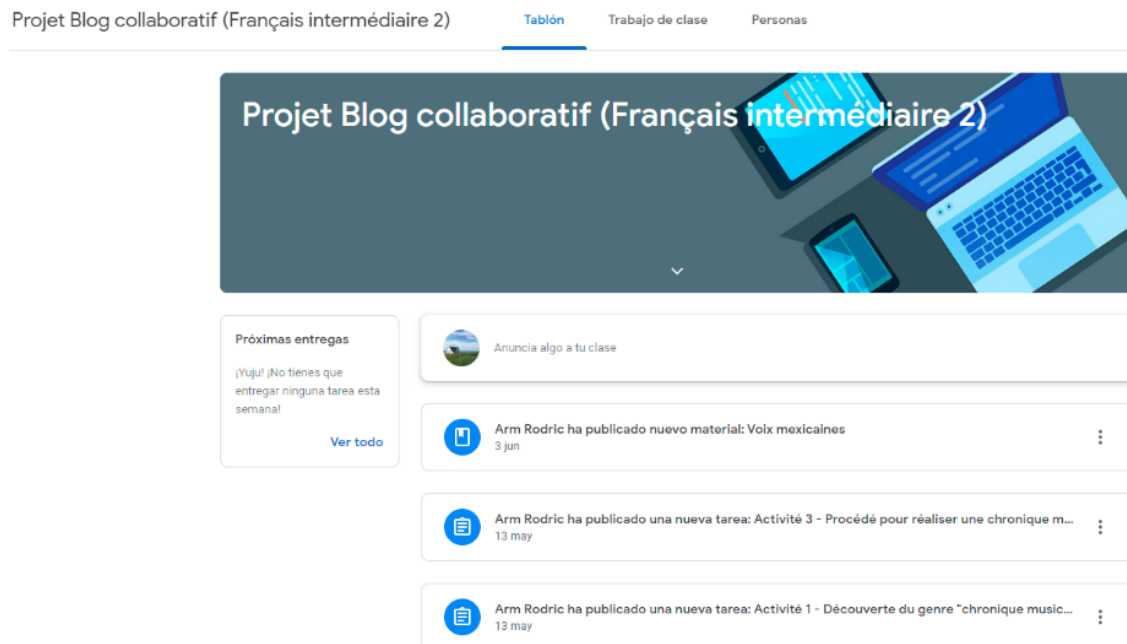 Projet Blog collaboratif (Français intermédiaire 2)
Tablón
Trabajo de clase
Personas
Projet Blog collaboratif (Français intermédiaire 2)
Próximas entregas
¡Yuju! ¡No tienes que
entregar ninguna tarea esta
semana!
Ver todo
Anuncia algo a tu clase
Arm Rodric ha publicado nuevo material: Voix mexicaines
3 jun
Arm Rodric ha publicado una nueva tarea: Activité 3 - Procédé pour réaliser une chronique m...
13 may
Arm Rodric ha publicado una nueva tarea: Activité 1 - Découverte du genre "chronique music...
13 may